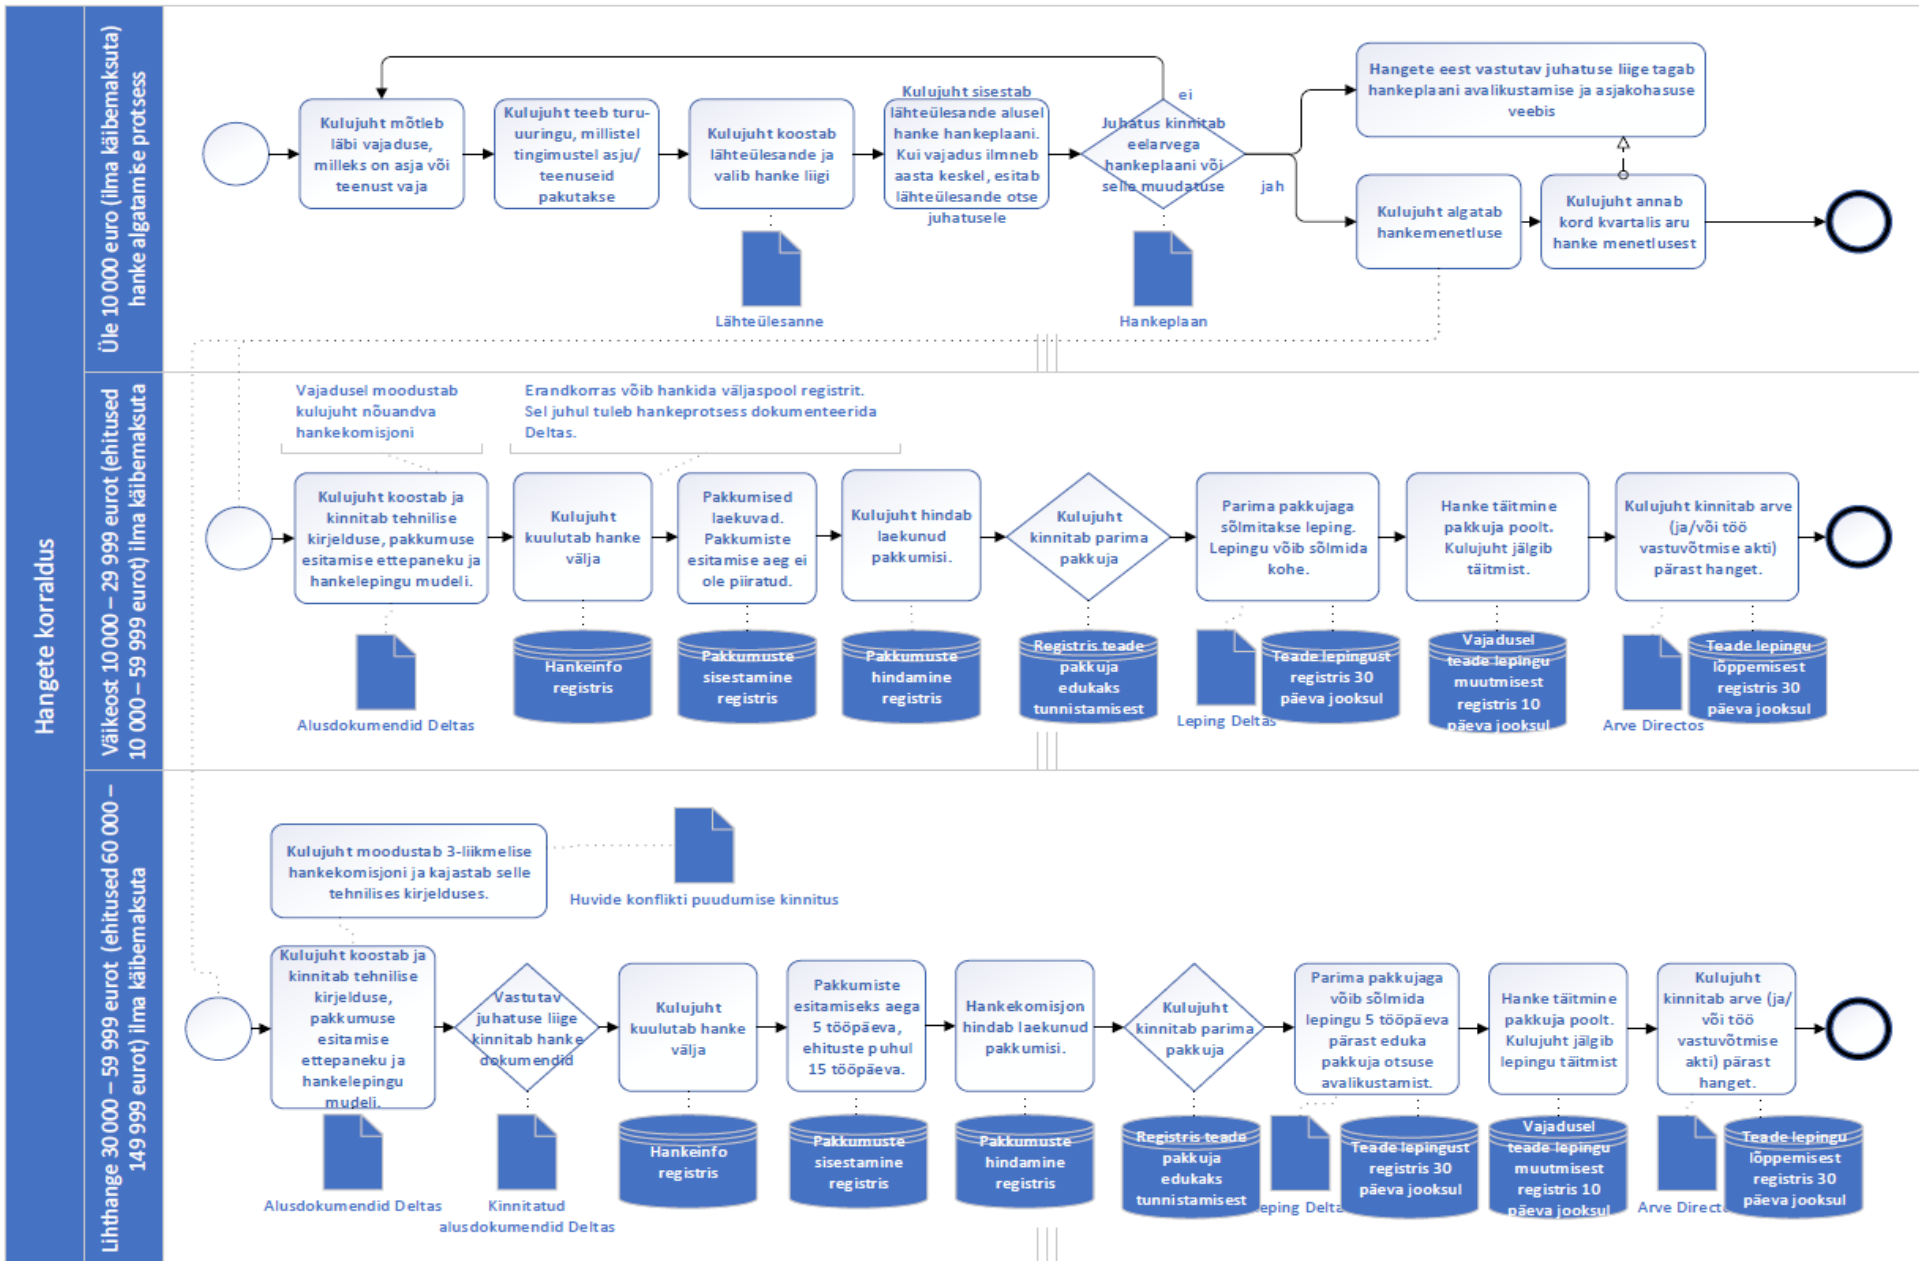 Hangete korraldus
Üle 10 000 euro (ilma käibemaksuta)
hanke algatamise protsess
Kulujuht mõtleb
läbi vajaduse,
milleks on asja või
teenust vaja
Kulujuht teeb turu-
uuringu, millistel
tingimustel asju/
teenuseid
pakutakse
Kulujuht koostab
lähteülesande ja
valib hanke liigi
Kulujuht sisestab
lähteülesande alusel
hanke hankeplaani.
Kui vajadus ilmneb
aasta keskel, esitab
lähteülesande otse
juhatusele
Juhatus kinnitab
eelarvega
hankeplaani või
selle muudatuse
ei
jah
Hangete eest vastutav juhatuse liige tagab
hankeplaani avalikustamise ja asjakohasuse
veebis
Kulujuht algatab
hankemenetluse
Kulujuht annab
kord kvartalis aru
hanke menetlusest
Lähteülesanne
Hankeplaan
Väikeost 10 000 – 29 999 eurot (ehitused
10 000 – 59 999 eurot) ilma käibemaksuta
Vajadusel moodustab
kulujuht nõuandva
hankekomisjoni
Erandkorras võib hankida väljaspool registrit.
Sel juhul tuleb hankeprotsess dokumenteerida
Deltas.
Kulujuht koostab ja
kinnitab tehnilise
kirjelduse, pakkumuse
esitamise ettepaneku ja
hankelepingu mudeli.
Kulujuht
kuulutab hanke
välja
Pakkumised
laekuvad.
Pakkumiste
esitamise aeg ei
ole piiratud.
Kulujuht hindab
laekunud
pakkumisi.
Kulujuht
kinnitab parima
pakkuja
Parima pakkujaga
sõlmitakse leping.
Lepingu võib sõlmida
kohe.
Hanke täitmine
pakkuja poolt.
Kulujuht jälgib
täitmist.
Kulujuht kinnitab arve
(ja/või töö
vastuvõtmise akti)
pärast hanget.
Alusdokumendid Deltas
Hankeinfo
registris
Pakkumuste
sisestamine
registris
Pakkumuste
hindamine
registris
Registris teade
pakkuja
edukaks
tunnistamisest
Leping Deltas
Teade lepingust
registris 30
päeva jooksul
Vajadusel
teade lepingu
muutmisest
registris 10
päeva jooksul
Arve Directos
Teade lepingu
lõppemisest
registris 30
päeva jooksul
Lihthange 30 000 – 59 999 eurot (ehitused 60 000 –
149 999 eurot) ilma käibemaksuta
Kulujuht moodustab 3-liikmelise
hankekomisjoni ja kajastab selle
tehnilises kirjelduses.
Huvide konflikti puudumise kinnitus
Kulujuht koostab ja
kinnitab tehnilise
kirjelduse,
pakkumuse
esitamise
ettepaneku ja
hankelepingu
mudeli.
Vastutav
juhatuse liige
kinnitab hanke
dokumendid
Kulujuht
kuulutab hanke
välja
Pakkumiste
esitamiseks aega
5 tööpäeva,
ehituste puhul
15 tööpäeva.
Hankekomisjon
hindab laekunud
pakkumisi.
Kulujuht
kinnitab parima
pakkuja
Parima pakkujaga
võib sõlmida
lepingu 5 tööpäeva
pärast eduka
pakkuja otsuse
avalikustamist.
Hanke täitmine
pakkuja poolt.
Kulujuht jälgib
lepingu täitmist
Kulujuht
kinnitab arve (ja/
või töö
vastuvõtmise
akti) pärast
hanget.
Alusdokumendid Deltas
Kinnitatud
alusdokumendid Deltas
Hankeinfo
registris
Pakkumuste
sisestamine
registris
Pakkumuste
hindamine
registris
Registris teade
pakkuja
edukaks
tunnistamisest
eping Delta
Teade lepingust
registris 30
päeva jooksul
Vajadusel
teade lepingu
muutmisest
registris 10
päeva jooksul
Arve Direct
Teade lepingu
lõppemisest
registris 30
päeva jooksul